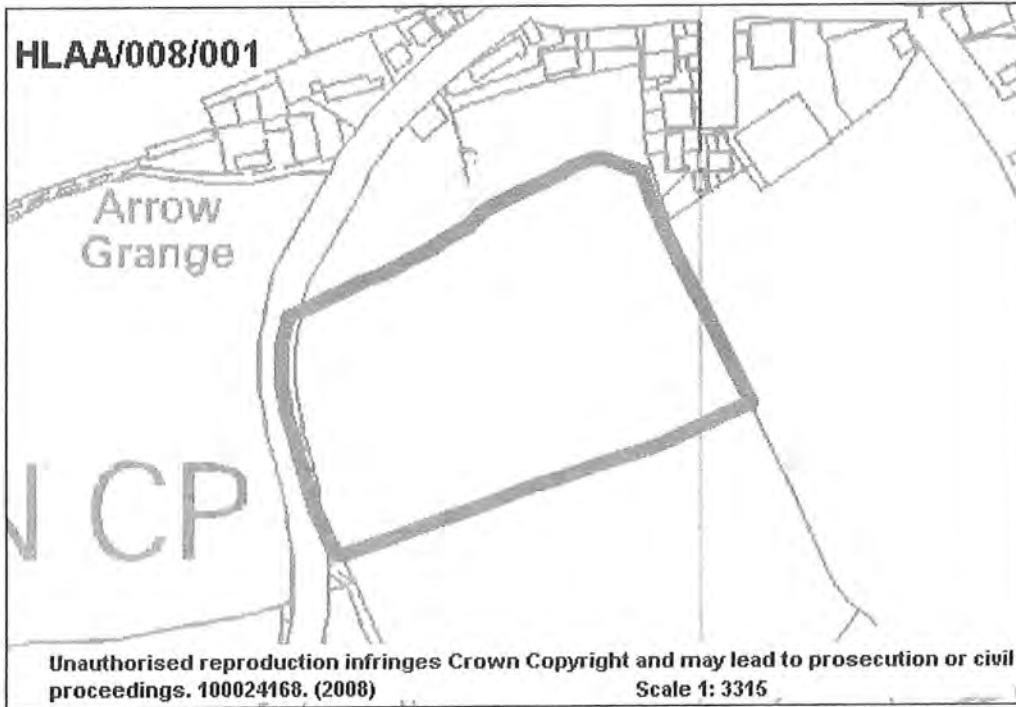 HLAA/008/001
Arrow
Grange
N CP
Unauthorised reproduction infringes Crown Copyright and may lead to prosecution or civil
proceedings. 100024168. (2008) Scale 1: 3315